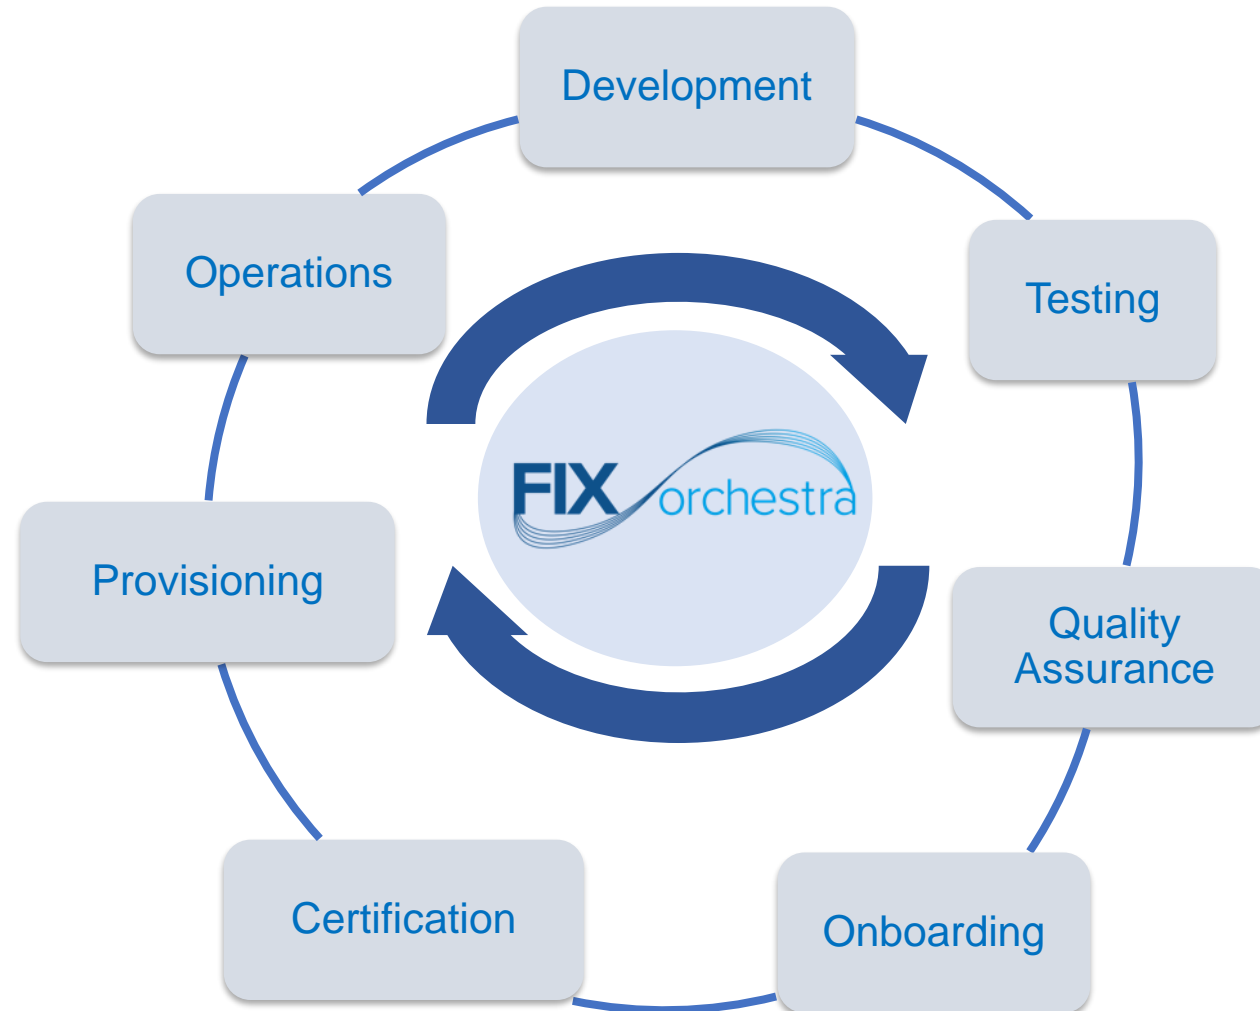 Development
Operations
Testing
FIX orchestra
Provisioning
Quality
Assurance
Certification
Onboarding